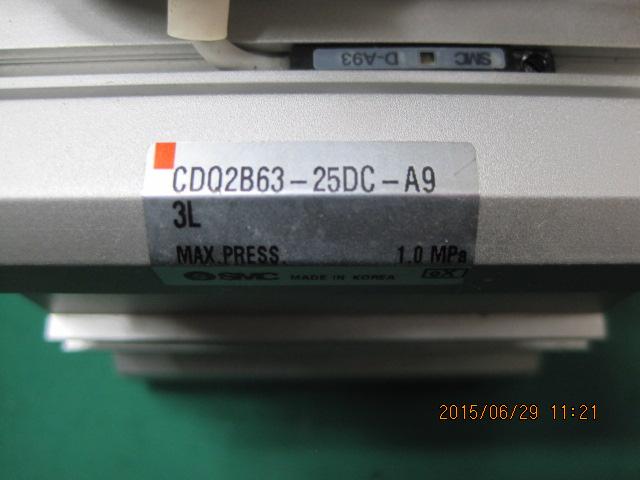 SMC D-A93
CDQ2B63-25DC-A9
3L
MAX.PRESS. 1.0 MPa
SMC MADE IN KOREA
2015/06/29 11:21